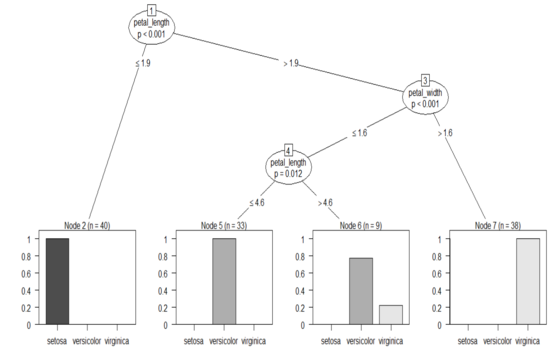 1
petal_length
p < 0.001
≤ 1.9
> 1.9
3
petal_width
p < 0.001
≤ 1.6
> 1.6
4
petal_length
p = 0.012
≤ 4.6
> 4.6
Node 2 (n = 40)
1
0.8
0.6
0.4
0.2
0
setosa versicolor virginica
Node 5 (n = 33)
1
0.8
0.6
0.4
0.2
0
setosa versicolor virginica
Node 6 (n = 9)
1
0.8
0.6
0.4
0.2
0
setosa versicolor virginica
Node 7 (n = 38)
1
0.8
0.6
0.4
0.2
0
setosa versicolor virginica